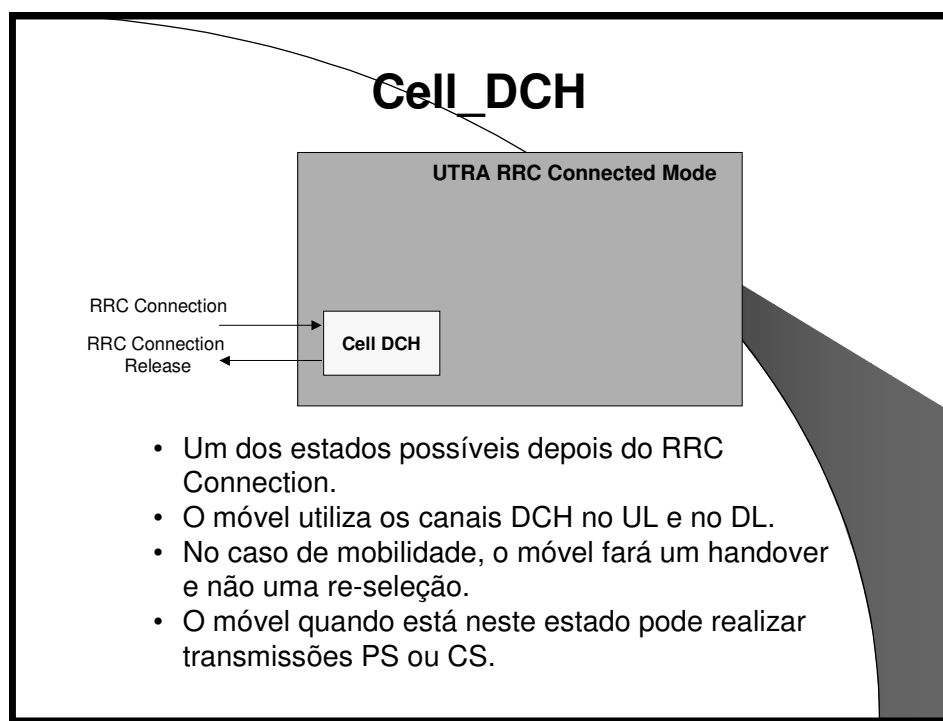 Cell_DCH
UTRA RRC Connected Mode
RRC Connection
RRC Connection
Release
Cell DCH
• Um dos estados possíveis depois do RRC
Connection.
• O móvel utiliza os canais DCH no UL e no DL.
• No caso de mobilidade, o móvel fará um handover
e não uma re-seleção.
• O móvel quando está neste estado pode realizar
transmissões PS ou CS.